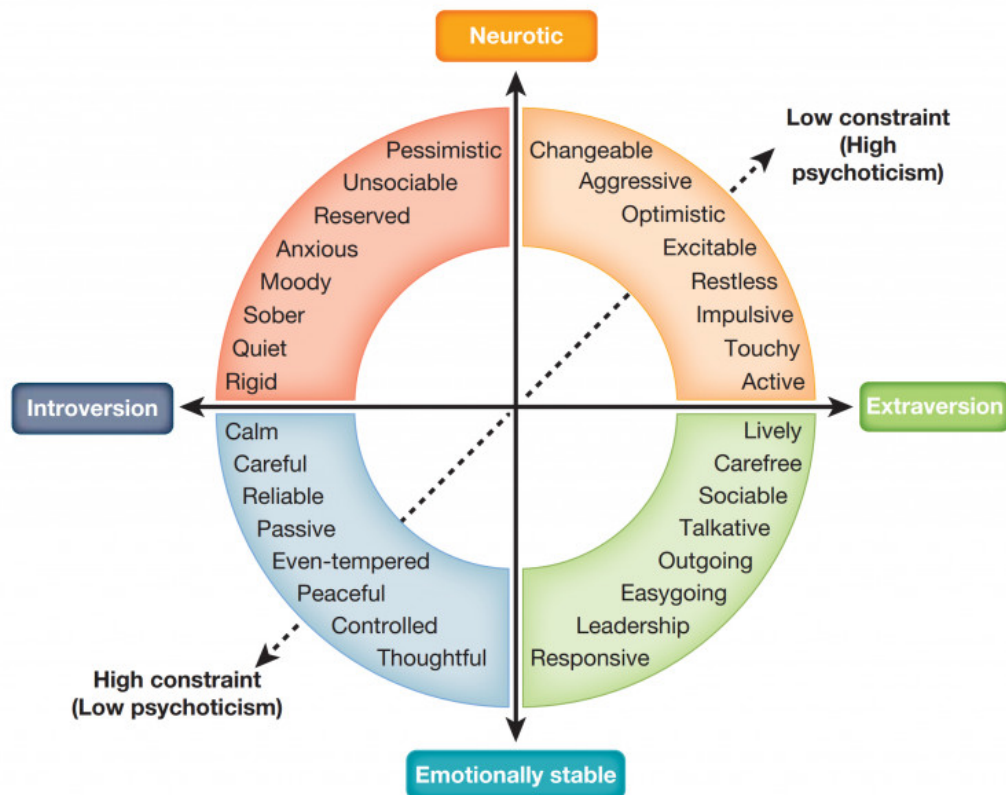 Neurotic
Low constraint
(High
psychoticism)
Pessimistic
Unsociable
Reserved
Anxious
Moody
Sober
Quiet
Rigid
Changeable
Aggressive
Optimistic
Excitable
Restless
Impulsive
Touchy
Active
Introversion
Extraversion
Calm
Careful
Reliable
Passive
Even-tempered
Peaceful
Controlled
Thoughtful
Lively
Carefree
Sociable
Talkative
Outgoing
Easygoing
Leadership
Responsive
High constraint
(Low psychoticism)
Emotionally stable